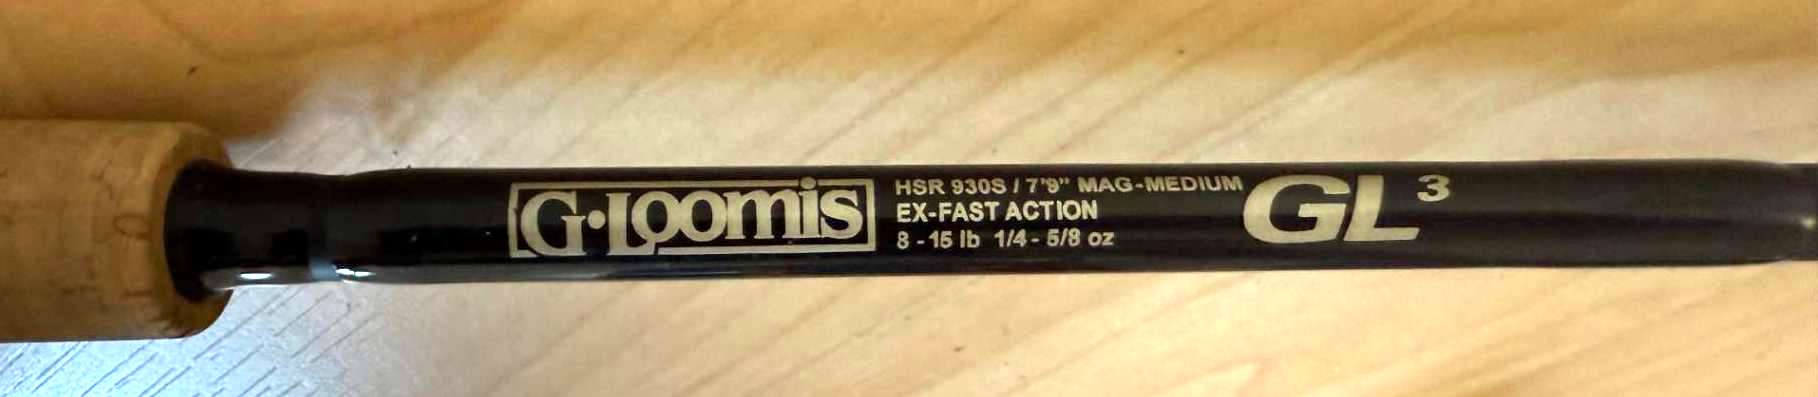 G·Loomis
HSR 930S / 7'9" MAG-MEDIUM
EX-FAST ACTION
8 - 15 lb 1/4 - 5/8 oz
GL³